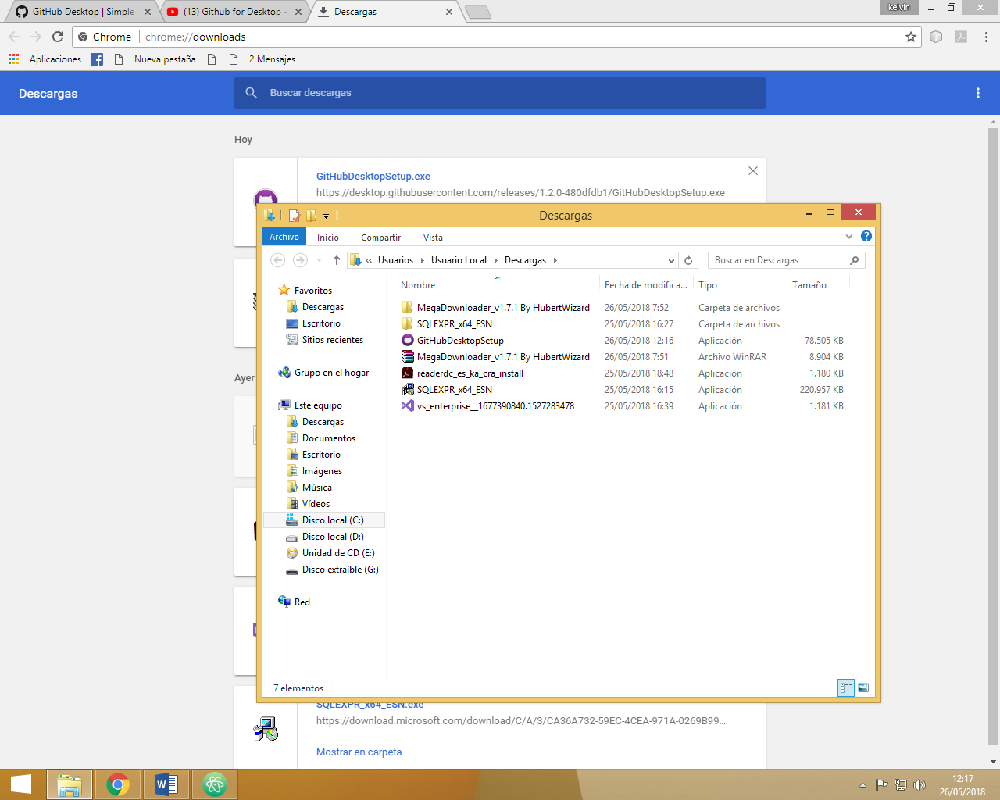 GitHub Desktop | Simple
(13) Github for Desktop -
Descargas
kelvin
Chrome
chrome://downloads
Aplicaciones
Nueva pestaña
2 Mensajes
Descargas
Buscar descargas
Hoy
GitHubDesktopSetup.exe
https://desktop.githubusercontent.com/releases/1.2.0-480dfdb1/GitHubDesktopSetup.exe
Descargas
Archivo
Inicio
Compartir
Vista
« Usuarios
Usuario Local
Descargas
Buscar en Descargas
Nombre
Fecha de modifica...
Tipo
Tamaño
MegaDownloader_v1.7.1 By HubertWizard 26/05/2018 7:52 Carpeta de archivos
SQLEXPR_x64_ESN 25/05/2018 16:27 Carpeta de archivos
GitHubDesktopSetup 26/05/2018 12:16 Aplicación 78.505 KB
MegaDownloader_v1.7.1 By HubertWizard 26/05/2018 7:51 Archivo WinRAR 8.904 KB
readerdc_es_ka_cra_install 25/05/2018 18:48 Aplicación 1.180 KB
SQLEXPR_x64_ESN 25/05/2018 16:15 Aplicación 220.957 KB
vs_enterprise__1677390840.1527283478 25/05/2018 16:39 Aplicación 1.181 KB
Favoritos
Descargas
Escritorio
Sitios recientes
Grupo en el hogar
Este equipo
Descargas
Documentos
Escritorio
Imágenes
Música
Vídeos
Disco local (C:)
Disco local (D:)
Unidad de CD (E:)
Disco extraíble (G:)
Red
7 elementos
Ayer
SQLEXPR_x64_ESN.exe
https://download.microsoft.com/download/C/A/3/CA36A732-59EC-4CEA-971A-0269B99...
Mostrar en carpeta
12:17
26/05/2018